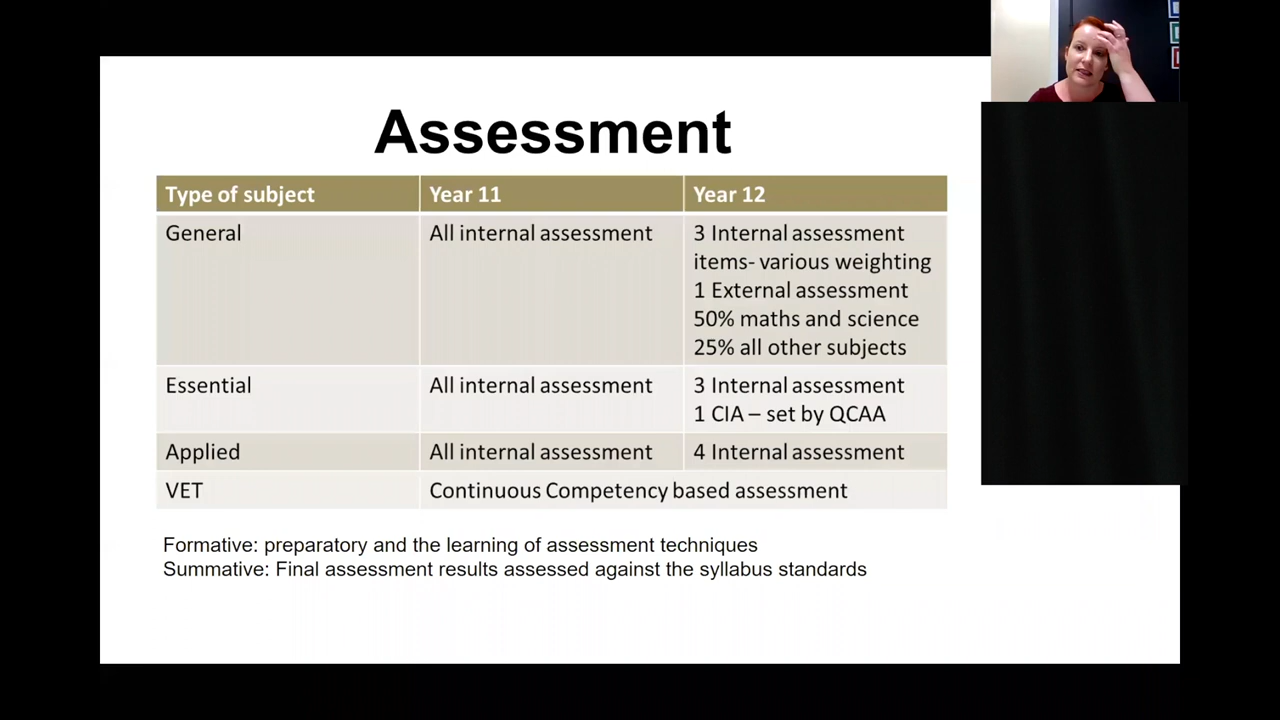 Assessment
Type of subject
Year 11
Year 12
General
All internal assessment
3 Internal assessment
items- various weighting
1 External assessment
50% maths and science
25% all other subjects
Essential
All internal assessment
3 Internal assessment
1 CIA – set by QCAA
Applied
All internal assessment
4 Internal assessment
VET
Continuous Competency based assessment
Formative: preparatory and the learning of assessment techniques
Summative: Final assessment results assessed against the syllabus standards